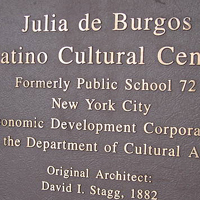 Julia de Burgos
atino Cultural Cen
Formerly Public School 72
New York City
onomic Development Corpora
the Department of Cultural A
Original Architect:
David I. Stagg, 1882